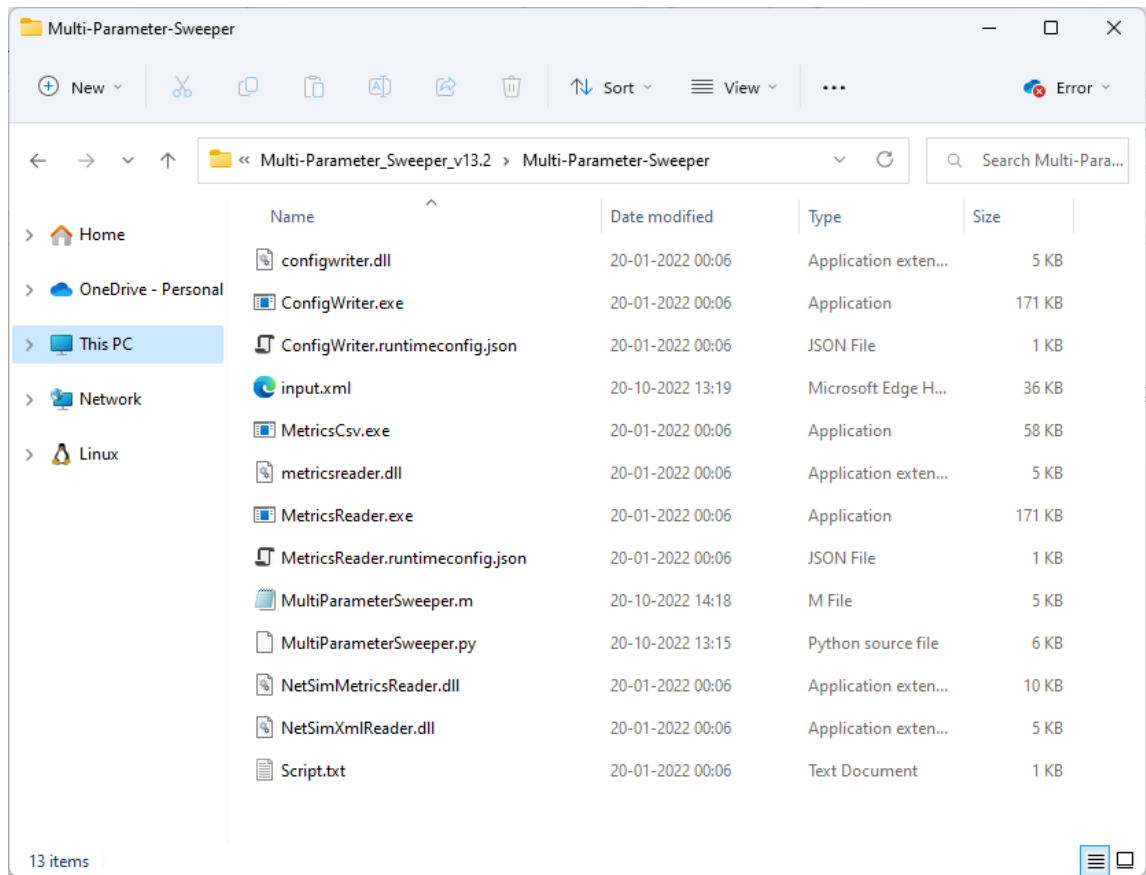 Multi-Parameter-Sweeper
New Sort View ... Error
« Multi-Parameter_Sweeper_v13.2 > Multi-Parameter-Sweeper Search Multi-Para...
Home
OneDrive - Personal
This PC
Network
Linux
Name Date modified Type Size
configwriter.dll 20-01-2022 00:06 Application exten... 5 KB
ConfigWriter.exe 20-01-2022 00:06 Application 171 KB
ConfigWriter.runtimeconfig.json 20-01-2022 00:06 JSON File 1 KB
input.xml 20-10-2022 13:19 Microsoft Edge H... 36 KB
MetricsCsv.exe 20-01-2022 00:06 Application 58 KB
metricsreader.dll 20-01-2022 00:06 Application exten... 5 KB
MetricsReader.exe 20-01-2022 00:06 Application 171 KB
MetricsReader.runtimeconfig.json 20-01-2022 00:06 JSON File 1 KB
MultiParameterSweeper.m 20-10-2022 14:18 M File 5 KB
MultiParameterSweeper.py 20-10-2022 13:15 Python source file 6 KB
NetSimMetricsReader.dll 20-01-2022 00:06 Application exten... 10 KB
NetSimXmlReader.dll 20-01-2022 00:06 Application exten... 5 KB
Script.txt 20-01-2022 00:06 Text Document 1 KB
13 items